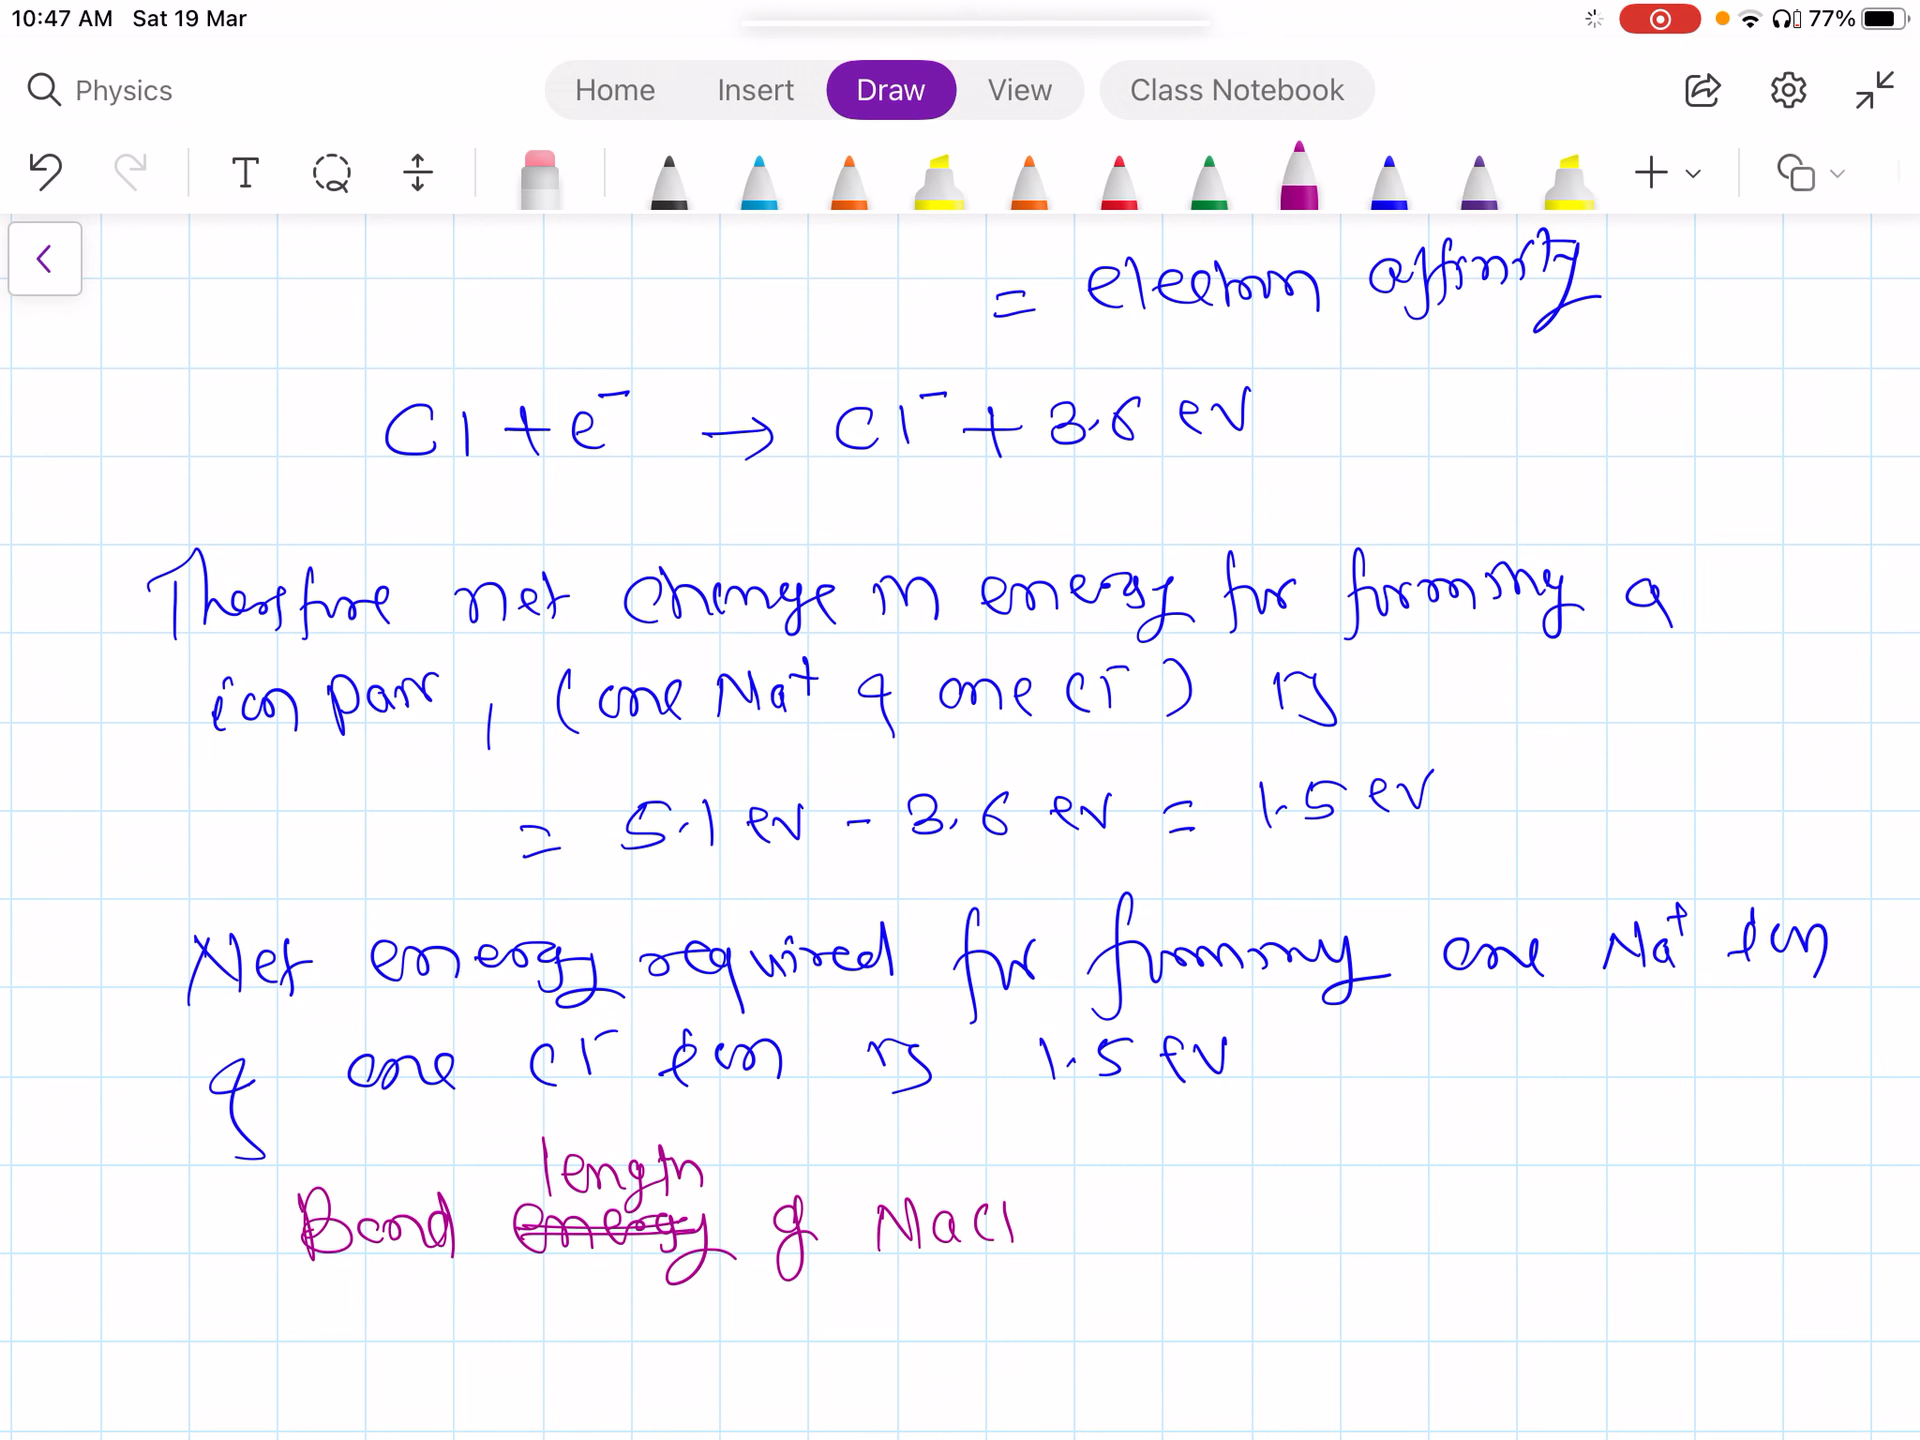 10:47 AM Sat 19 Mar 77%
Physics Home Insert Draw View Class Notebook
= electron affinity
Cl + e⁻ → Cl⁻ + 3.6 eV
Therefore net change in energy for forming a
ion pair, (one Na⁺ & one Cl⁻) is
= 5.1 eV - 3.6 eV = 1.5 eV
Net energy required for forming one Na⁺ ion
& one Cl⁻ ion is 1.5 eV
length
Bond energy of NaCl